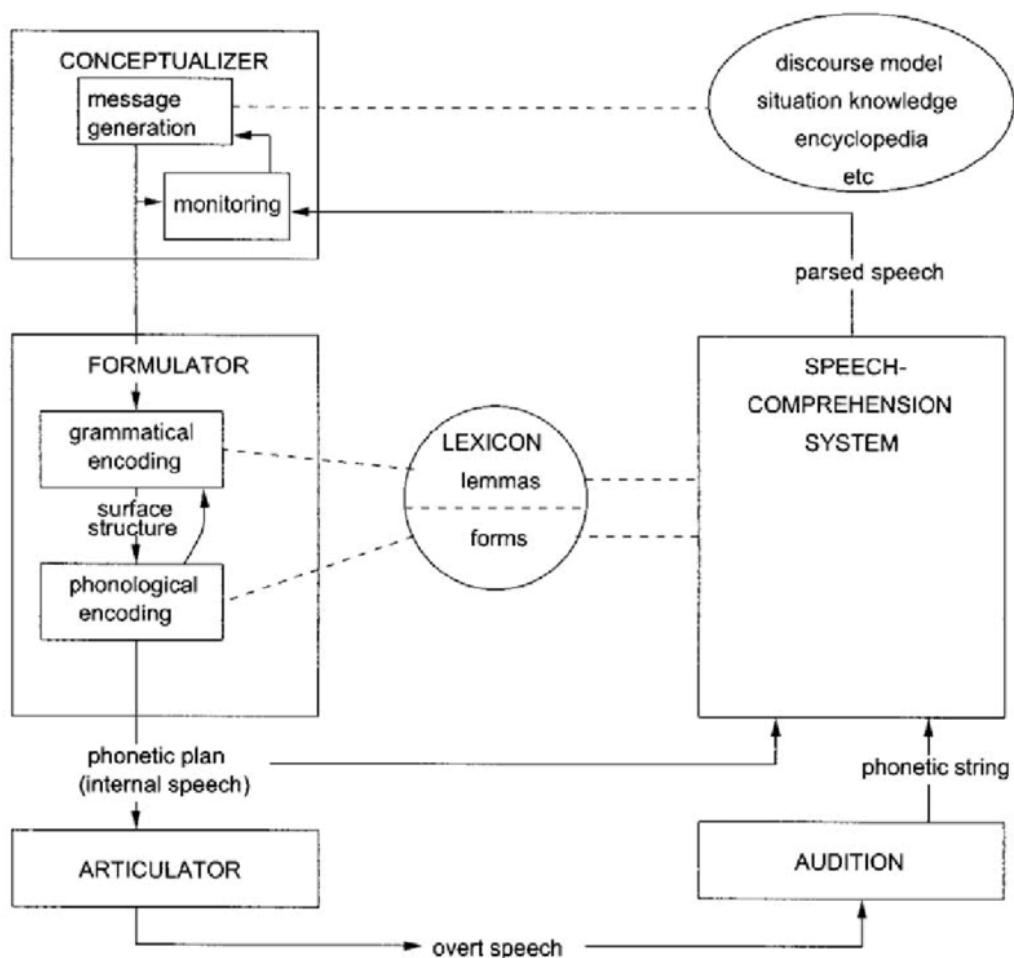 CONCEPTUALIZER
message
generation
monitoring
discourse model
situation knowledge
encyclopedia
etc
parsed speech
FORMULATOR
grammatical
encoding
surface
structure
phonological
encoding
LEXICON
lemmas
forms
SPEECH-
COMPREHENSION
SYSTEM
phonetic plan
(internal speech)
phonetic string
ARTICULATOR
AUDITION
overt speech